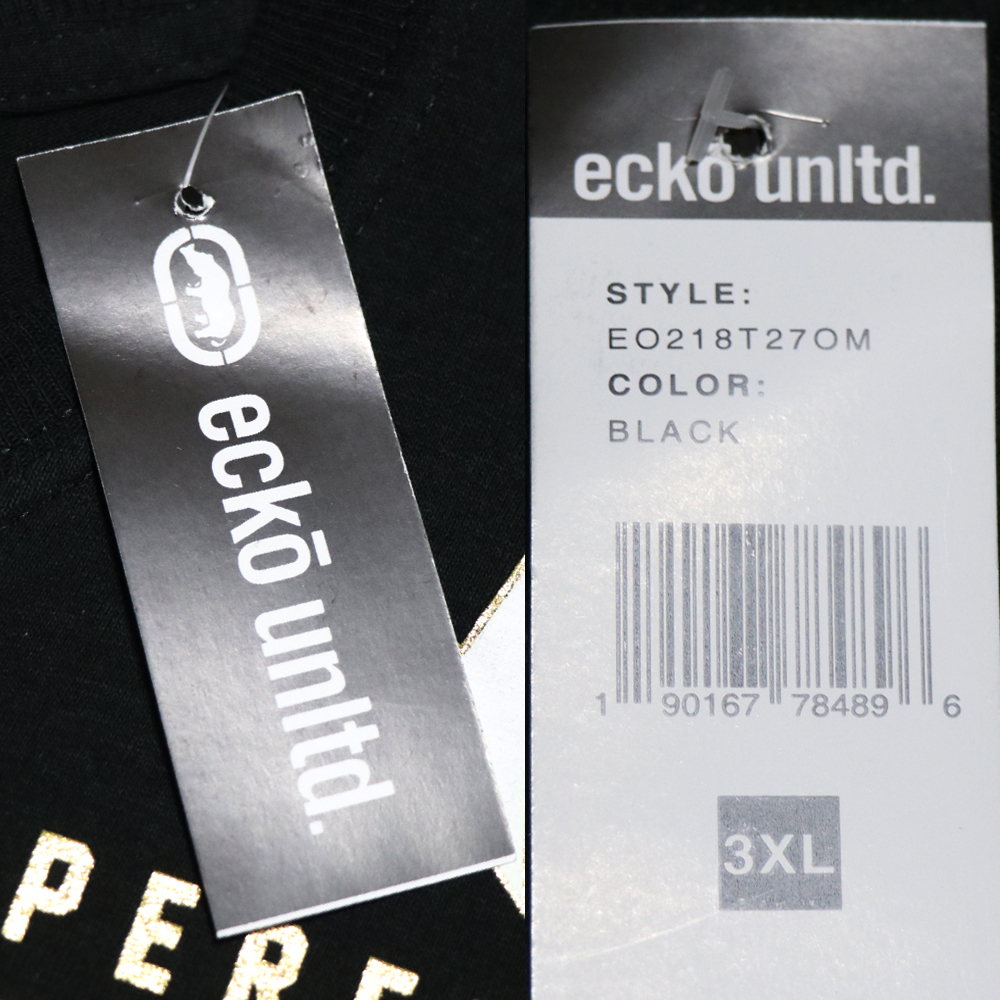 eckō unltd.
PERF
eckō unltd.
STYLE:
EO218T27OM
COLOR:
BLACK
1 90167 78489 6
3XL